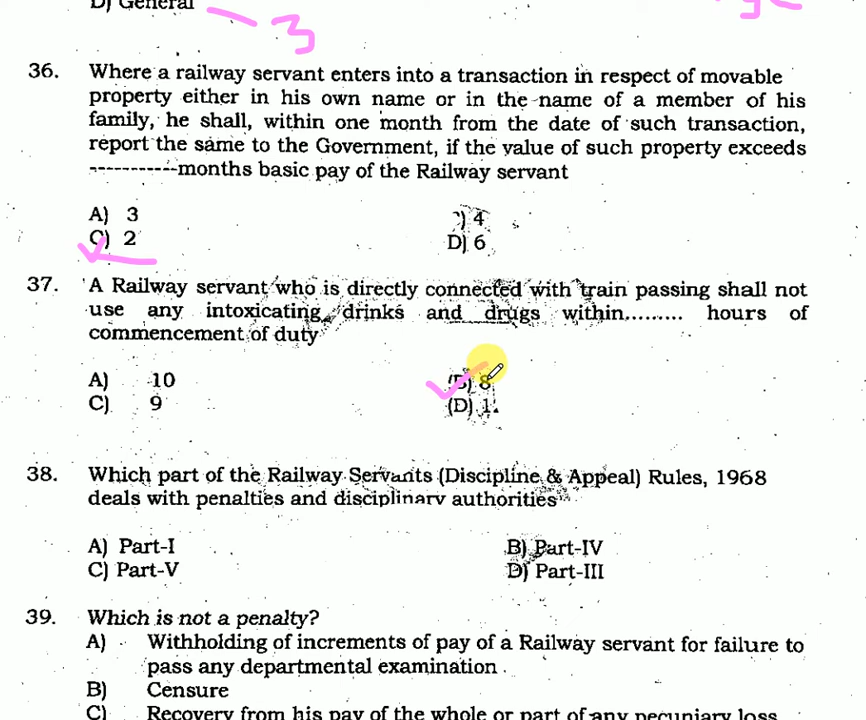 D) General
3
36. Where a railway servant enters into a transaction in respect of movable
property either in his own name or in the name of a member of his
family, he shall, within one month from the date of such transaction,
report the same to the Government, if the value of such property exceeds
-----------months basic pay of the Railway servant
A) 3 ) 4
C) 2 D) 6
37. A Railway servant who is directly connected with train passing shall not
use any intoxicating drinks and drugs within......... hours of
commencement of duty
A) 10 (B) 8
C) 9 (D)
38. Which part of the Railway Servants (Discipline & Appeal) Rules, 1968
deals with penalties and disciplinary authorities
A) Part-I B) Part-IV
C) Part-V D) Part-III
39. Which is not a penalty?
A) Withholding of increments of pay of a Railway servant for failure to
pass any departmental examination .
B) Censure
C) Recovery from his pay of the whole or part of any pecuniary loss